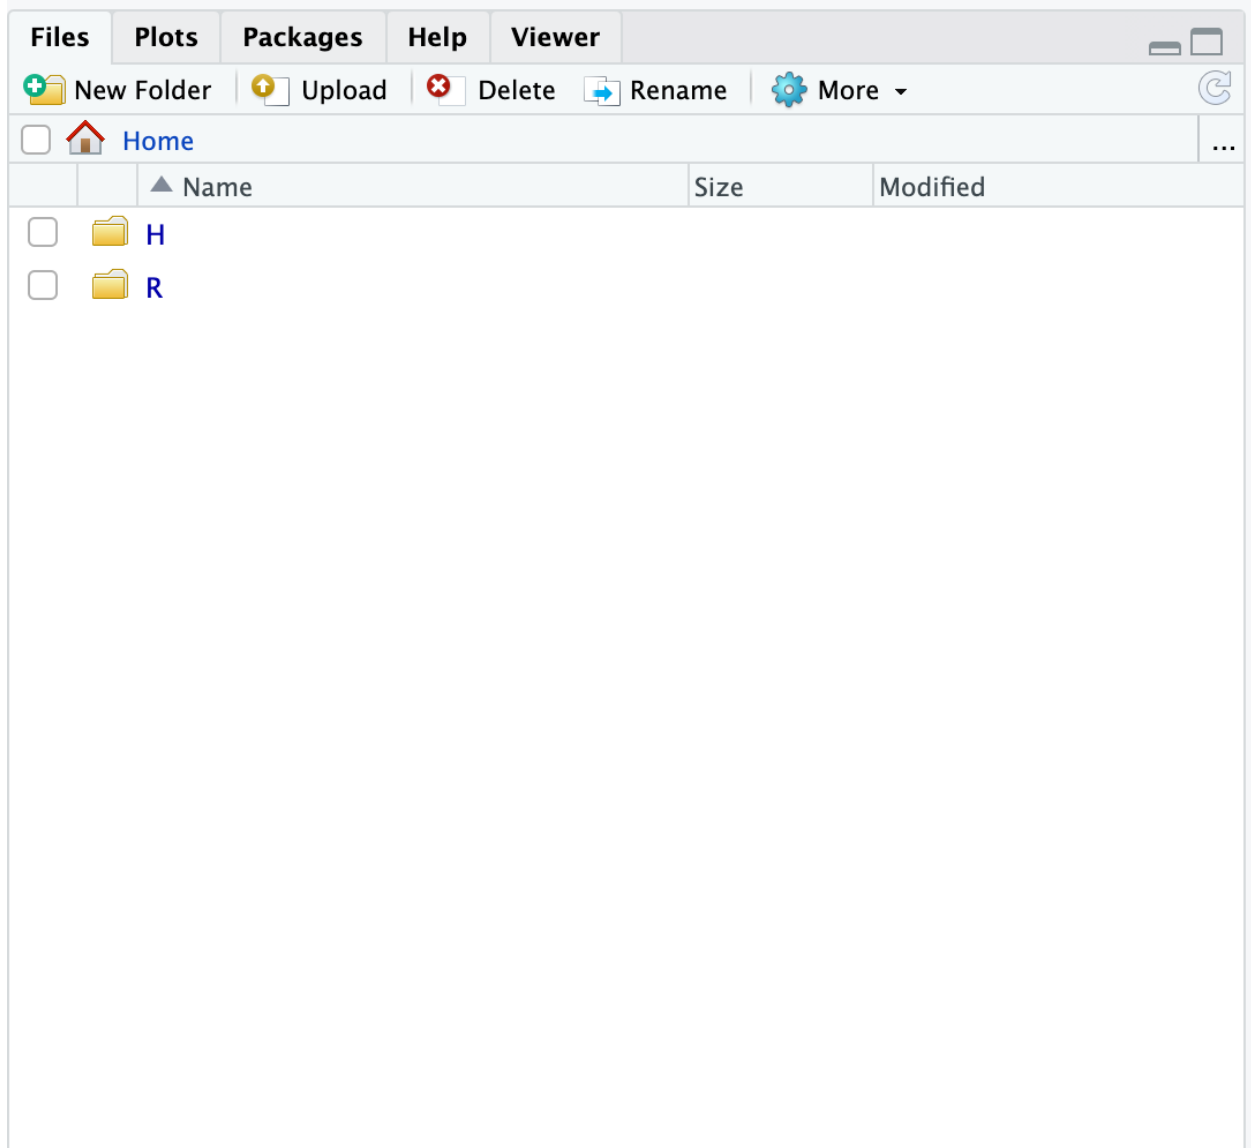 Files Plots Packages Help Viewer
New Folder Upload Delete Rename More
Home ...
Name Size Modified
H
R